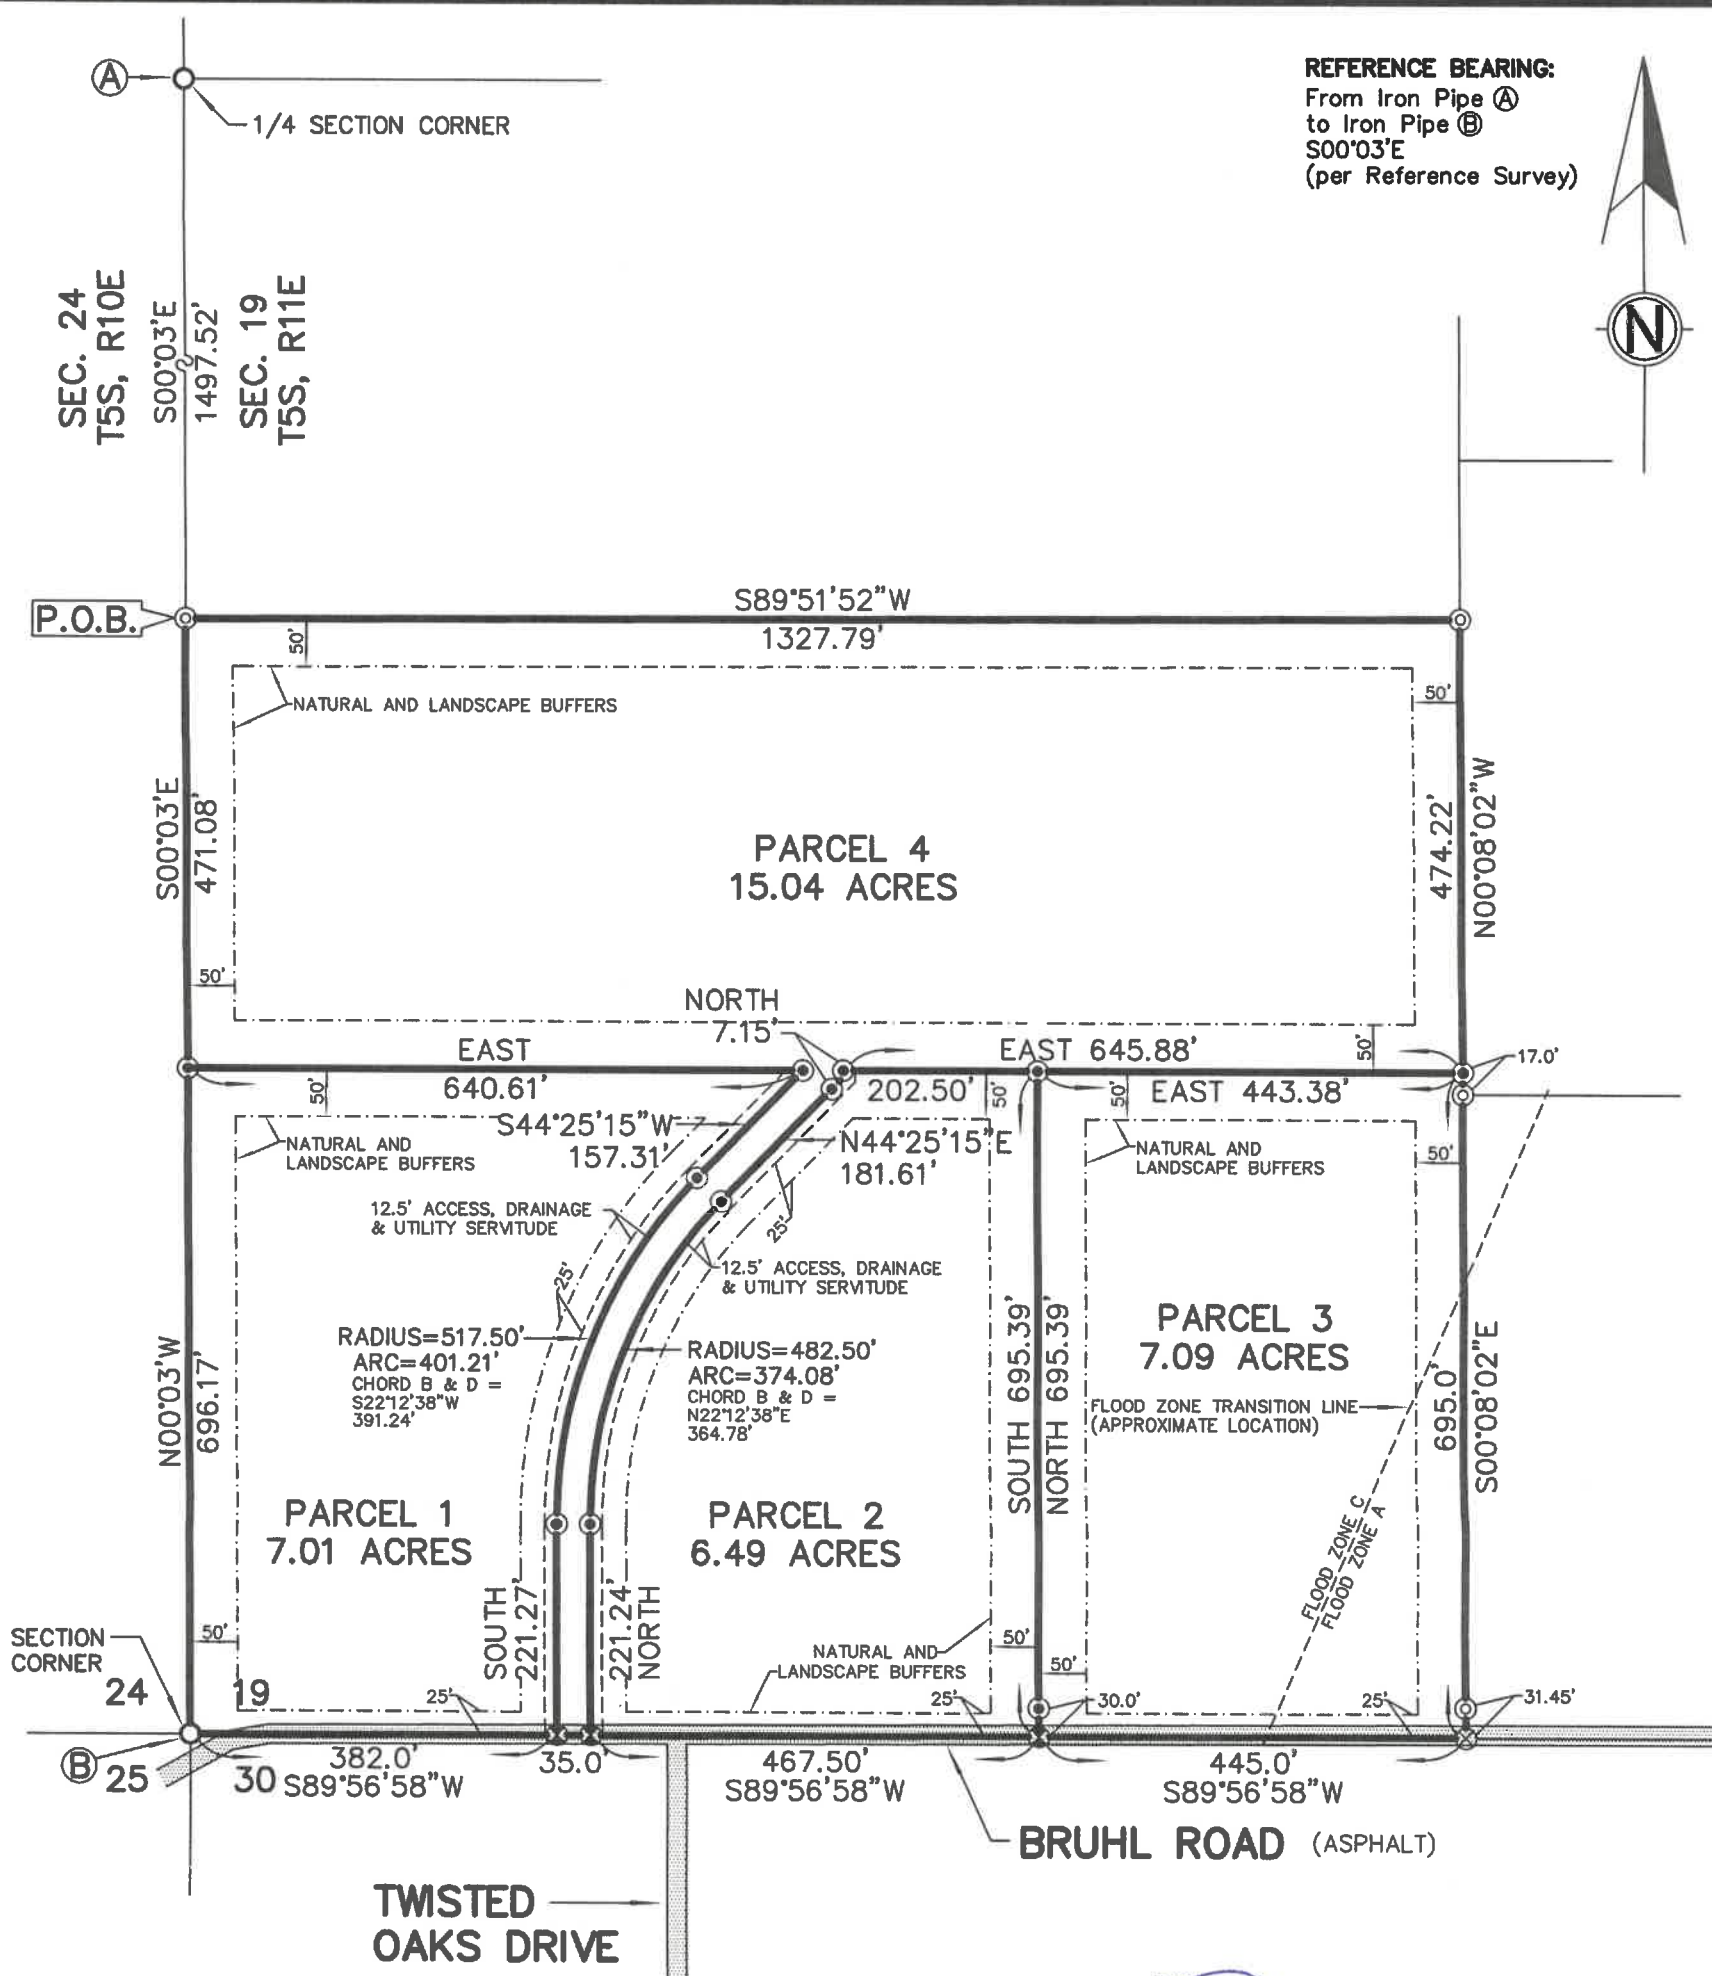 REFERENCE BEARING:
From Iron Pipe Ⓐ
to Iron Pipe Ⓑ
S00°03'E
(per Reference Survey)
N
A
1/4 SECTION CORNER
SEC. 24
T5S, R10E
S00°03'E
1497.52'
SEC. 19
T5S, R11E
P.O.B.
S89°51'52"W
1327.79'
50'
NATURAL AND LANDSCAPE BUFFERS
50'
S00°03'E
471.08'
PARCEL 4
15.04 ACRES
474.22'
N00°08'02"W
50'
NORTH
7.15'
EAST
640.61'
EAST 645.88'
50'
17.0'
202.50'
EAST 443.38'
50'
50'
50'
S44°25'15"W
157.31'
N44°25'15"E
181.61'
NATURAL AND
LANDSCAPE BUFFERS
NATURAL AND
LANDSCAPE BUFFERS
50'
12.5' ACCESS, DRAINAGE
& UTILITY SERVITUDE
25'
12.5' ACCESS, DRAINAGE
& UTILITY SERVITUDE
25'
RADIUS=517.50'
ARC=401.21'
CHORD B & D =
S22°12'38"W
391.24'
RADIUS=482.50'
ARC=374.08'
CHORD B & D =
N22°12'38"E
364.78'
N00°03'W
696.17'
SOUTH 695.39'
NORTH 695.39'
PARCEL 3
7.09 ACRES
FLOOD ZONE TRANSITION LINE
(APPROXIMATE LOCATION)
695.0'
S00°08'02"E
FLOOD ZONE C
FLOOD ZONE A
PARCEL 1
7.01 ACRES
PARCEL 2
6.49 ACRES
SOUTH
221.27'
221.24'
NORTH
SECTION
CORNER
50'
NATURAL AND
LANDSCAPE BUFFERS
50'
50'
24
19
25'
25'
30.0'
25'
31.45'
B
25
30
382.0'
S89°56'58"W
35.0'
467.50'
S89°56'58"W
445.0'
S89°56'58"W
BRUHL ROAD (ASPHALT)
TWISTED
OAKS DRIVE